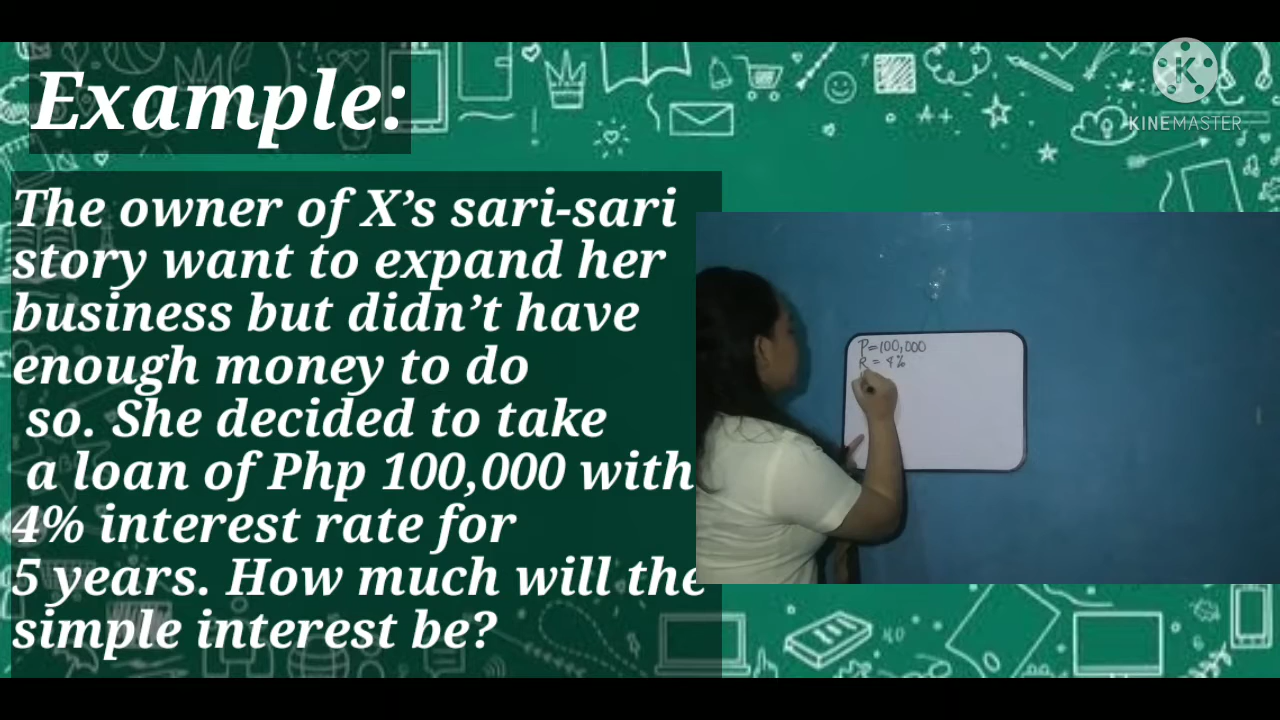 Example:
The owner of X's sari-sari
story want to expand her
business but didn't have
enough money to do
so. She decided to take
a loan of Php 100,000 with
4% interest rate for
5 years. How much will the
simple interest be?
K
KINEMASTER
P=100,000
R = 4%